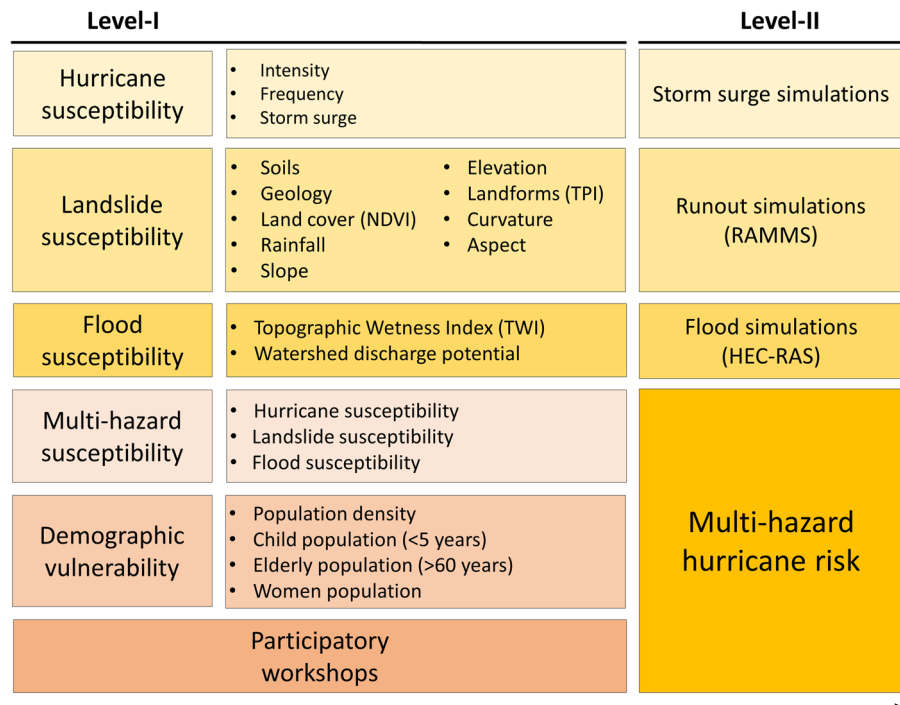 Level-I
Level-II
Hurricane
susceptibility
• Intensity
• Frequency
• Storm surge
Storm surge simulations
Landslide
susceptibility
• Soils
• Geology
• Land cover (NDVI)
• Rainfall
• Slope
• Elevation
• Landforms (TPI)
• Curvature
• Aspect
Runout simulations
(RAMMS)
Flood
susceptibility
• Topographic Wetness Index (TWI)
• Watershed discharge potential
Flood simulations
(HEC-RAS)
Multi-hazard
susceptibility
• Hurricane susceptibility
• Landslide susceptibility
• Flood susceptibility
Demographic
vulnerability
• Population density
• Child population (<5 years)
• Elderly population (>60 years)
• Women population
Multi-hazard
hurricane risk
Participatory
workshops